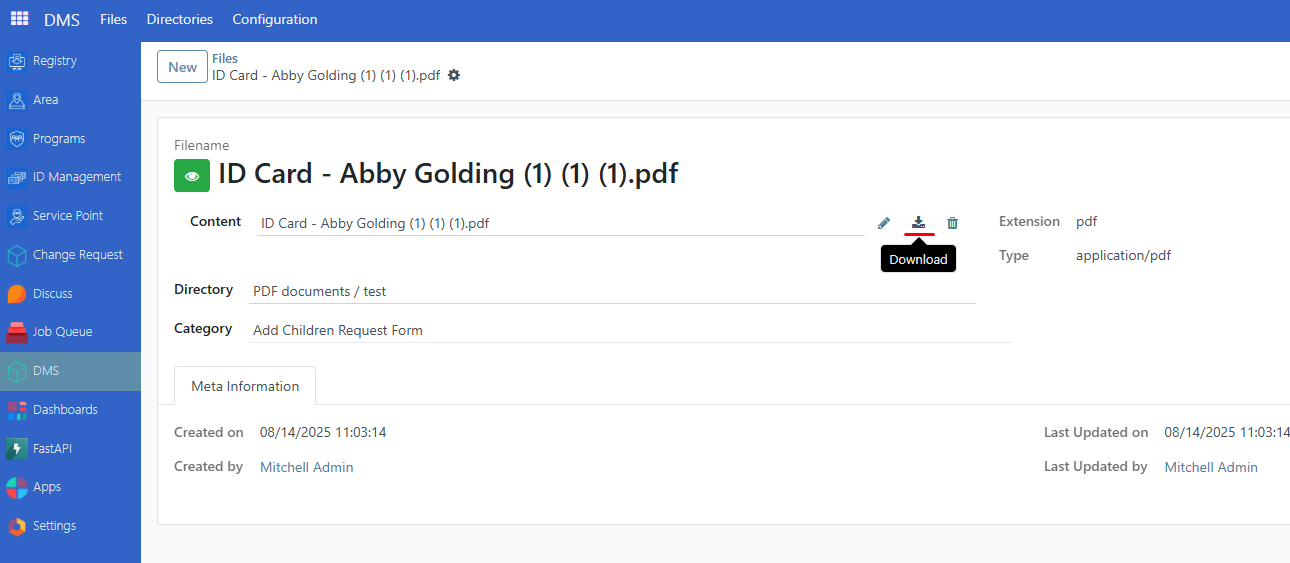 DMS Files Directories Configuration
Registry
Area
Programs
ID Management
Service Point
Change Request
Discuss
Job Queue
DMS
Dashboards
FastAPI
Apps
Settings
New
Files
ID Card - Abby Golding (1) (1) (1).pdf
Filename
ID Card - Abby Golding (1) (1) (1).pdf
Content ID Card - Abby Golding (1) (1) (1).pdf
Download
Extension pdf
Type application/pdf
Directory PDF documents / test
Category Add Children Request Form
Meta Information
Created on 08/14/2025 11:03:14
Last Updated on 08/14/2025 11:03:14
Created by Mitchell Admin
Last Updated by Mitchell Admin